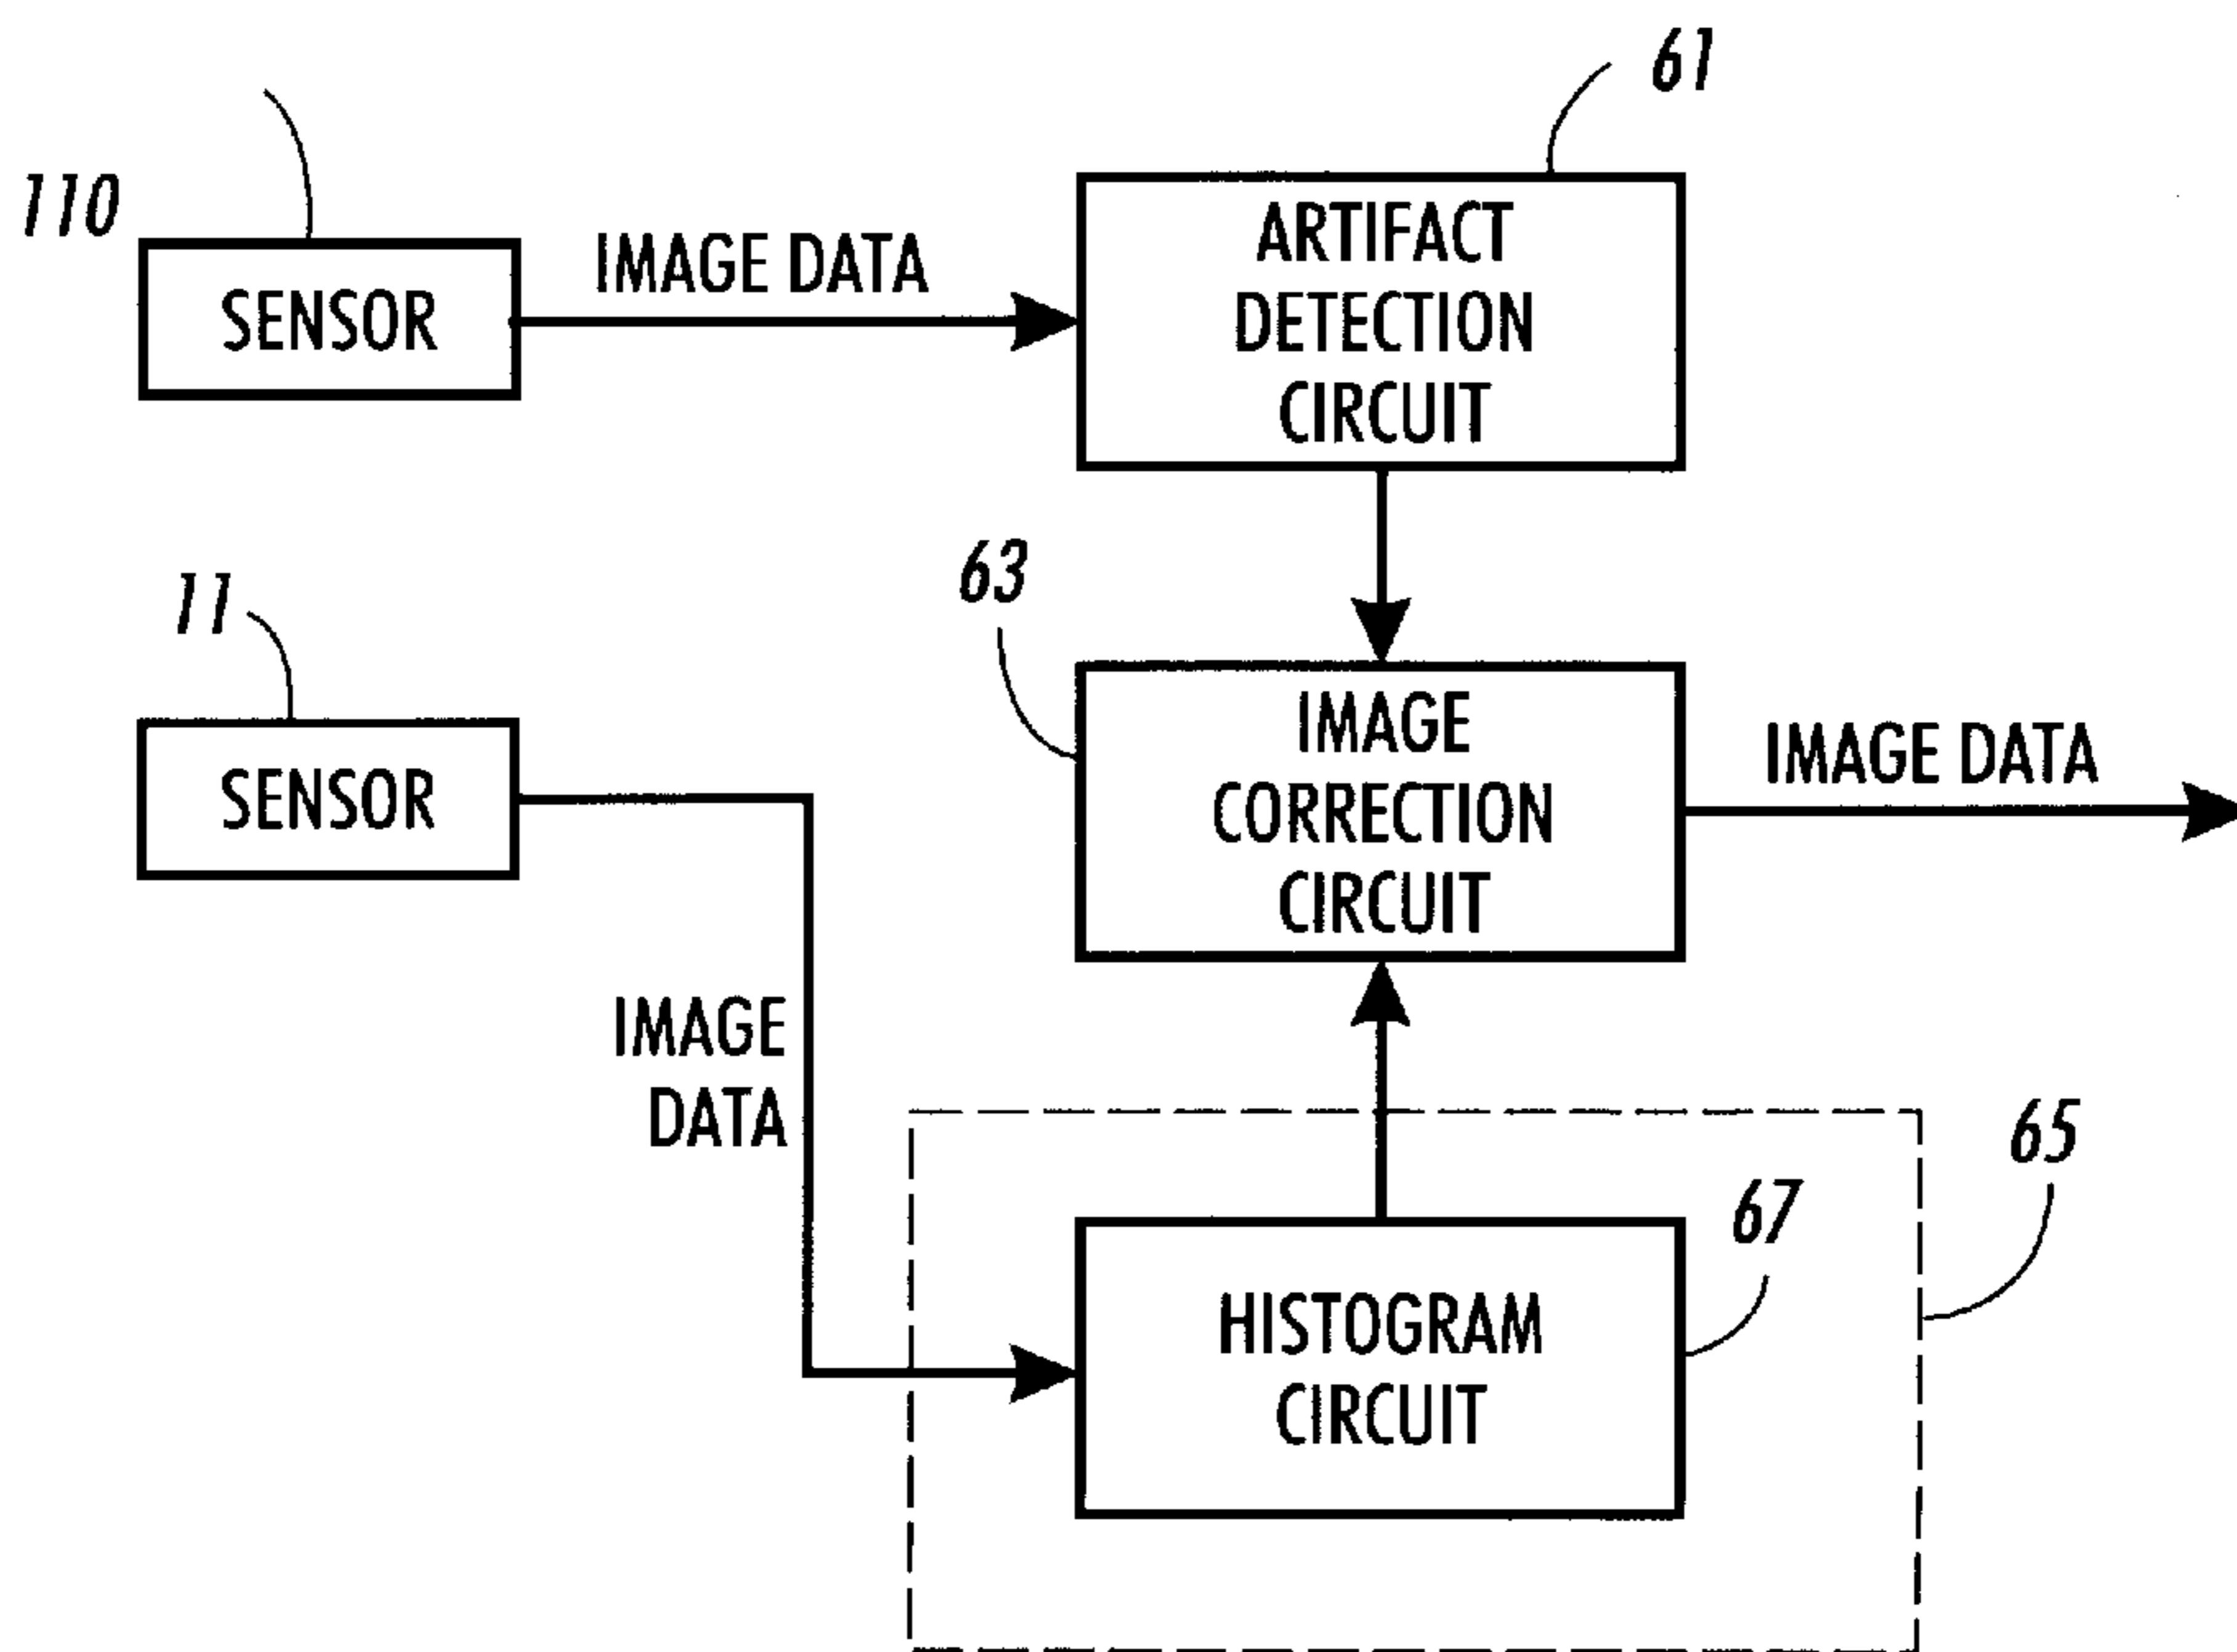 61
110
SENSOR
IMAGE DATA
ARTIFACT
DETECTION
CIRCUIT
11
SENSOR
63
IMAGE
CORRECTION
CIRCUIT
IMAGE DATA
IMAGE
DATA
65
67
HISTOGRAM
CIRCUIT